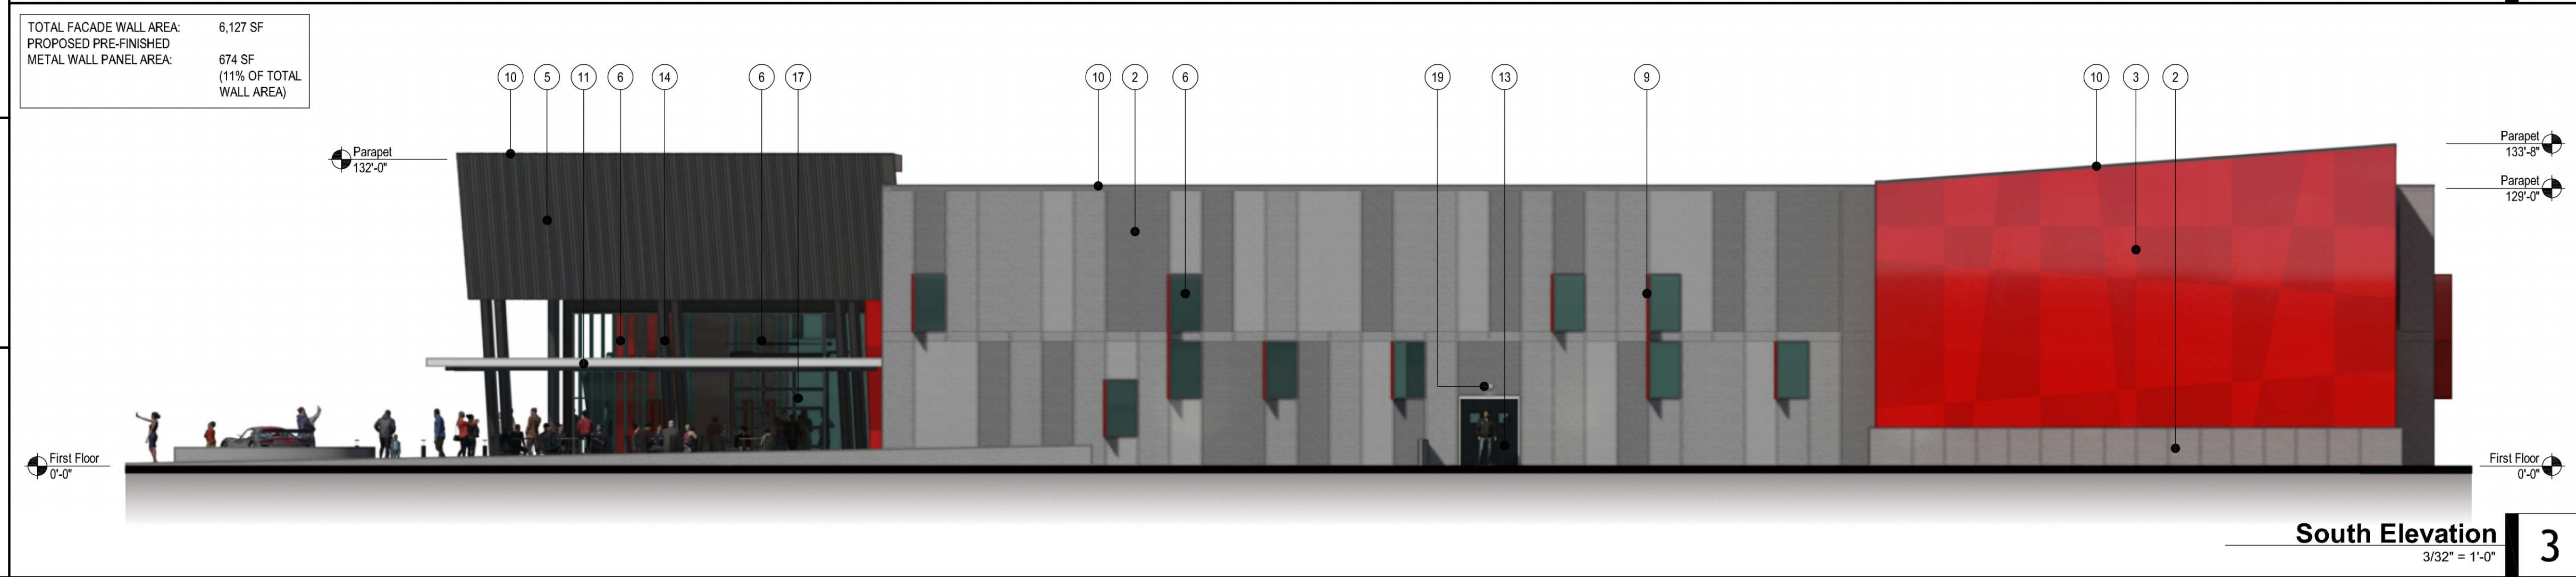 TOTAL FACADE WALL AREA: 6,127 SF
PROPOSED PRE-FINISHED
METAL WALL PANEL AREA: 674 SF
(11% OF TOTAL
WALL AREA)
10 5 11 6 14 6 17 10 2 6 19 13 9 10 3 2
Parapet
132'-0"
Parapet
133'-8"
Parapet
129'-0"
First Floor
0'-0"
First Floor
0'-0"
South Elevation
3/32" = 1'-0"
3